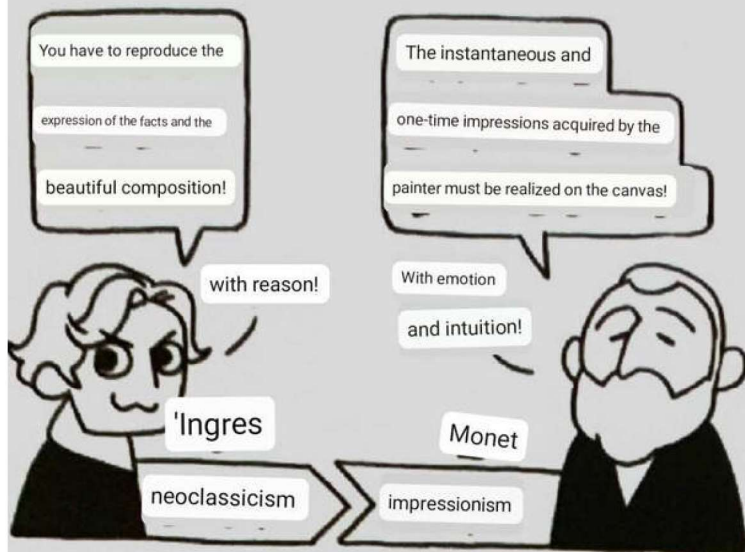 You have to reproduce the
expression of the facts and the
beautiful composition!
with reason!
The instantaneous and
one-time impressions acquired by the
painter must be realized on the canvas!
With emotion
and intuition!
'Ingres
Monet
neoclassicism
impressionism